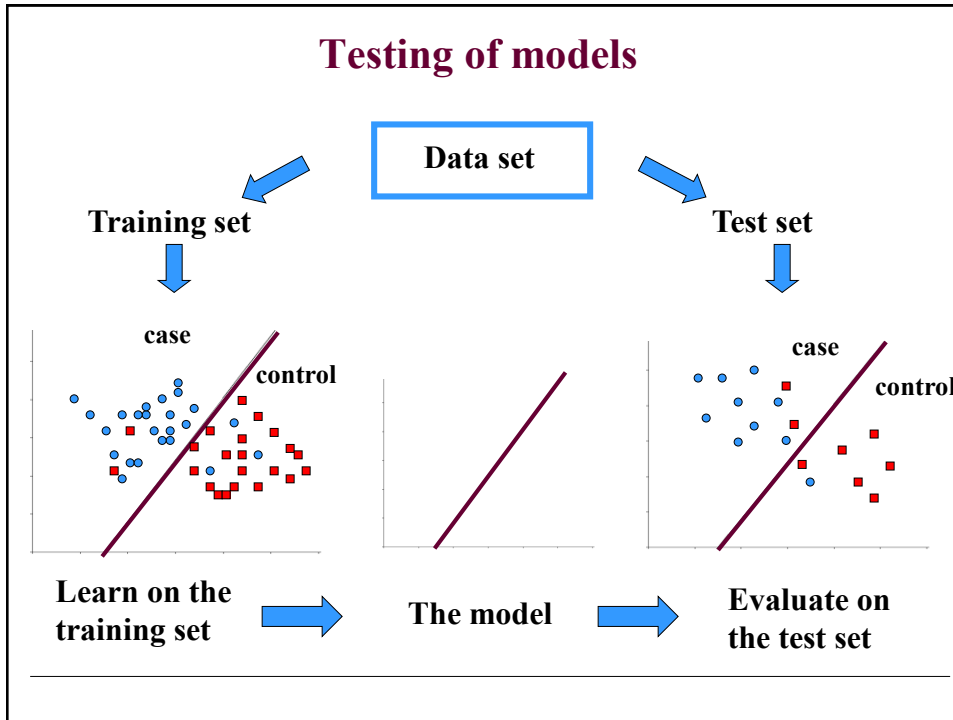 Testing of models
Data set
Training set
Test set
case
control
case
control
Learn on the
training set
The model
Evaluate on
the test set